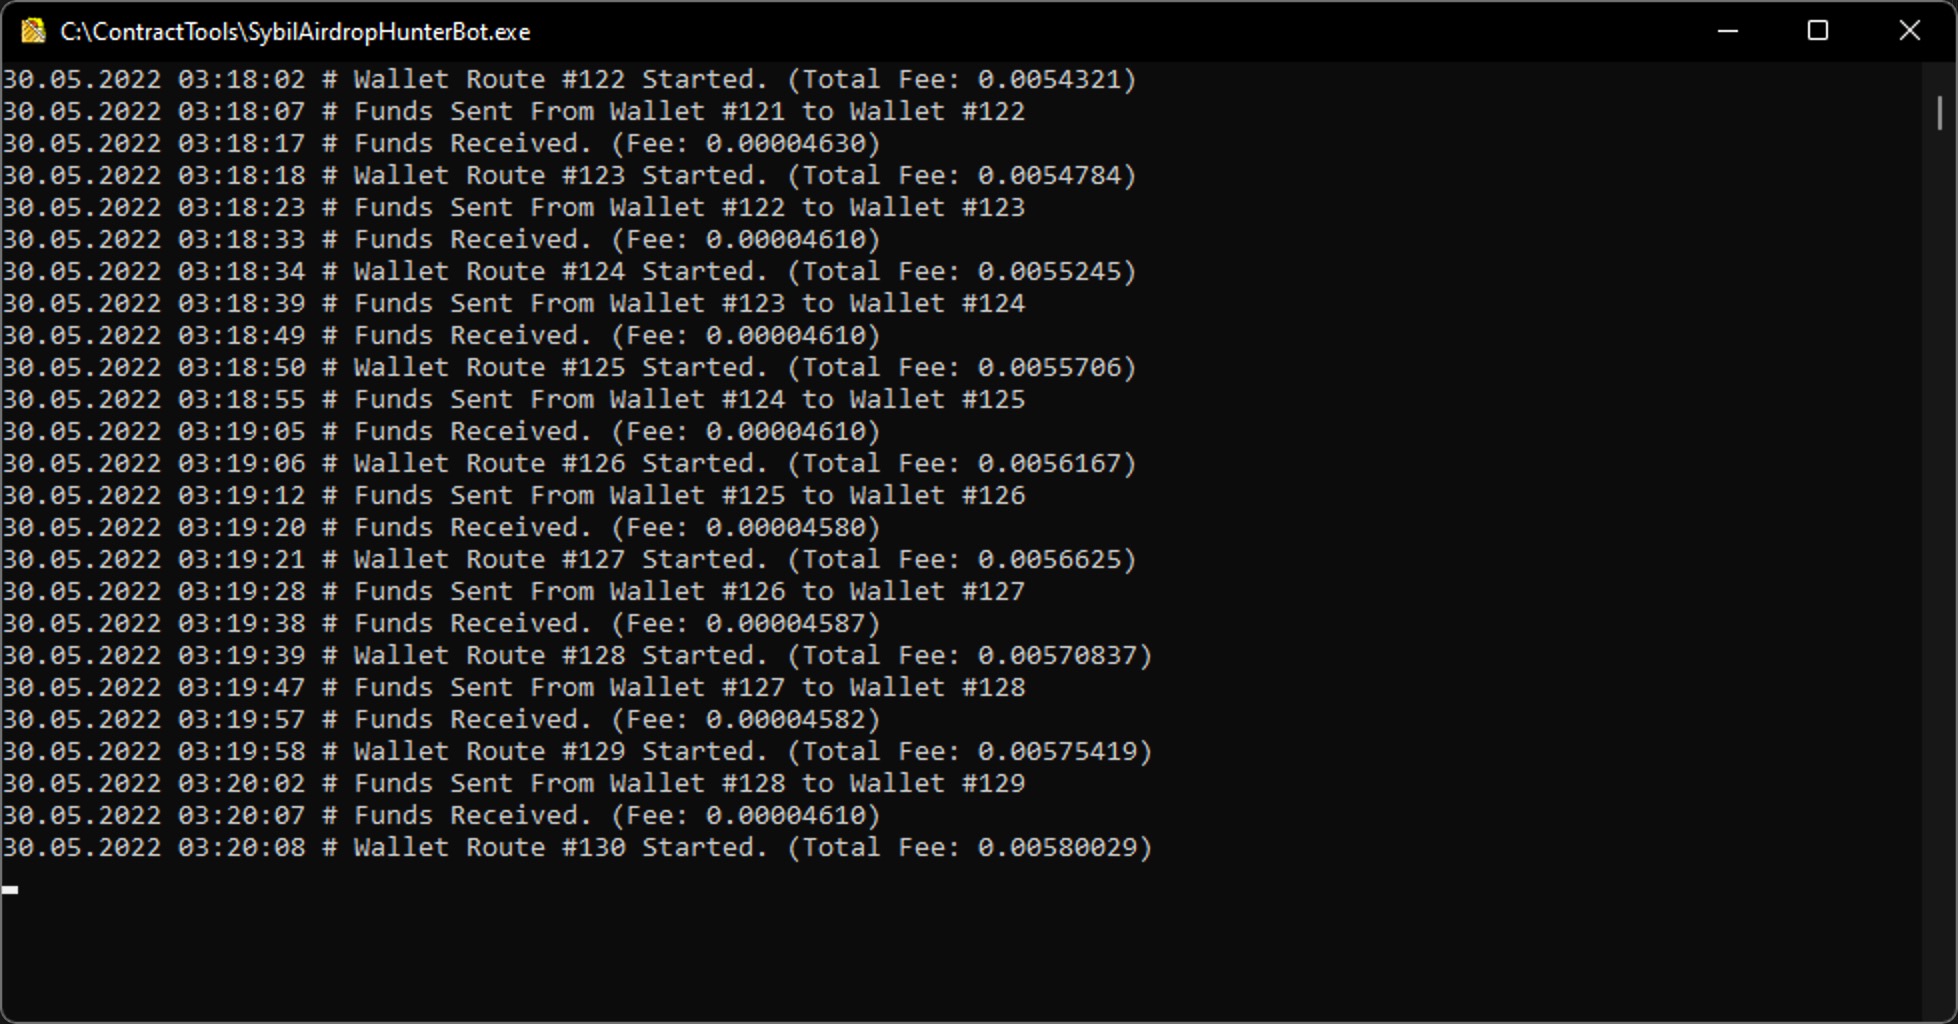 C:\ContractTools\SybilAirdropHunterBot.exe
30.05.2022 03:18:02 # Wallet Route #122 Started. (Total Fee: 0.0054321)
30.05.2022 03:18:07 # Funds Sent From Wallet #121 to Wallet #122
30.05.2022 03:18:17 # Funds Received. (Fee: 0.00004630)
30.05.2022 03:18:18 # Wallet Route #123 Started. (Total Fee: 0.0054784)
30.05.2022 03:18:23 # Funds Sent From Wallet #122 to Wallet #123
30.05.2022 03:18:33 # Funds Received. (Fee: 0.00004610)
30.05.2022 03:18:34 # Wallet Route #124 Started. (Total Fee: 0.0055245)
30.05.2022 03:18:39 # Funds Sent From Wallet #123 to Wallet #124
30.05.2022 03:18:49 # Funds Received. (Fee: 0.00004610)
30.05.2022 03:18:50 # Wallet Route #125 Started. (Total Fee: 0.0055706)
30.05.2022 03:18:55 # Funds Sent From Wallet #124 to Wallet #125
30.05.2022 03:19:05 # Funds Received. (Fee: 0.00004610)
30.05.2022 03:19:06 # Wallet Route #126 Started. (Total Fee: 0.0056167)
30.05.2022 03:19:12 # Funds Sent From Wallet #125 to Wallet #126
30.05.2022 03:19:20 # Funds Received. (Fee: 0.00004580)
30.05.2022 03:19:21 # Wallet Route #127 Started. (Total Fee: 0.0056625)
30.05.2022 03:19:28 # Funds Sent From Wallet #126 to Wallet #127
30.05.2022 03:19:38 # Funds Received. (Fee: 0.00004587)
30.05.2022 03:19:39 # Wallet Route #128 Started. (Total Fee: 0.00570837)
30.05.2022 03:19:47 # Funds Sent From Wallet #127 to Wallet #128
30.05.2022 03:19:57 # Funds Received. (Fee: 0.00004582)
30.05.2022 03:19:58 # Wallet Route #129 Started. (Total Fee: 0.00575419)
30.05.2022 03:20:02 # Funds Sent From Wallet #128 to Wallet #129
30.05.2022 03:20:07 # Funds Received. (Fee: 0.00004610)
30.05.2022 03:20:08 # Wallet Route #130 Started. (Total Fee: 0.00580029)